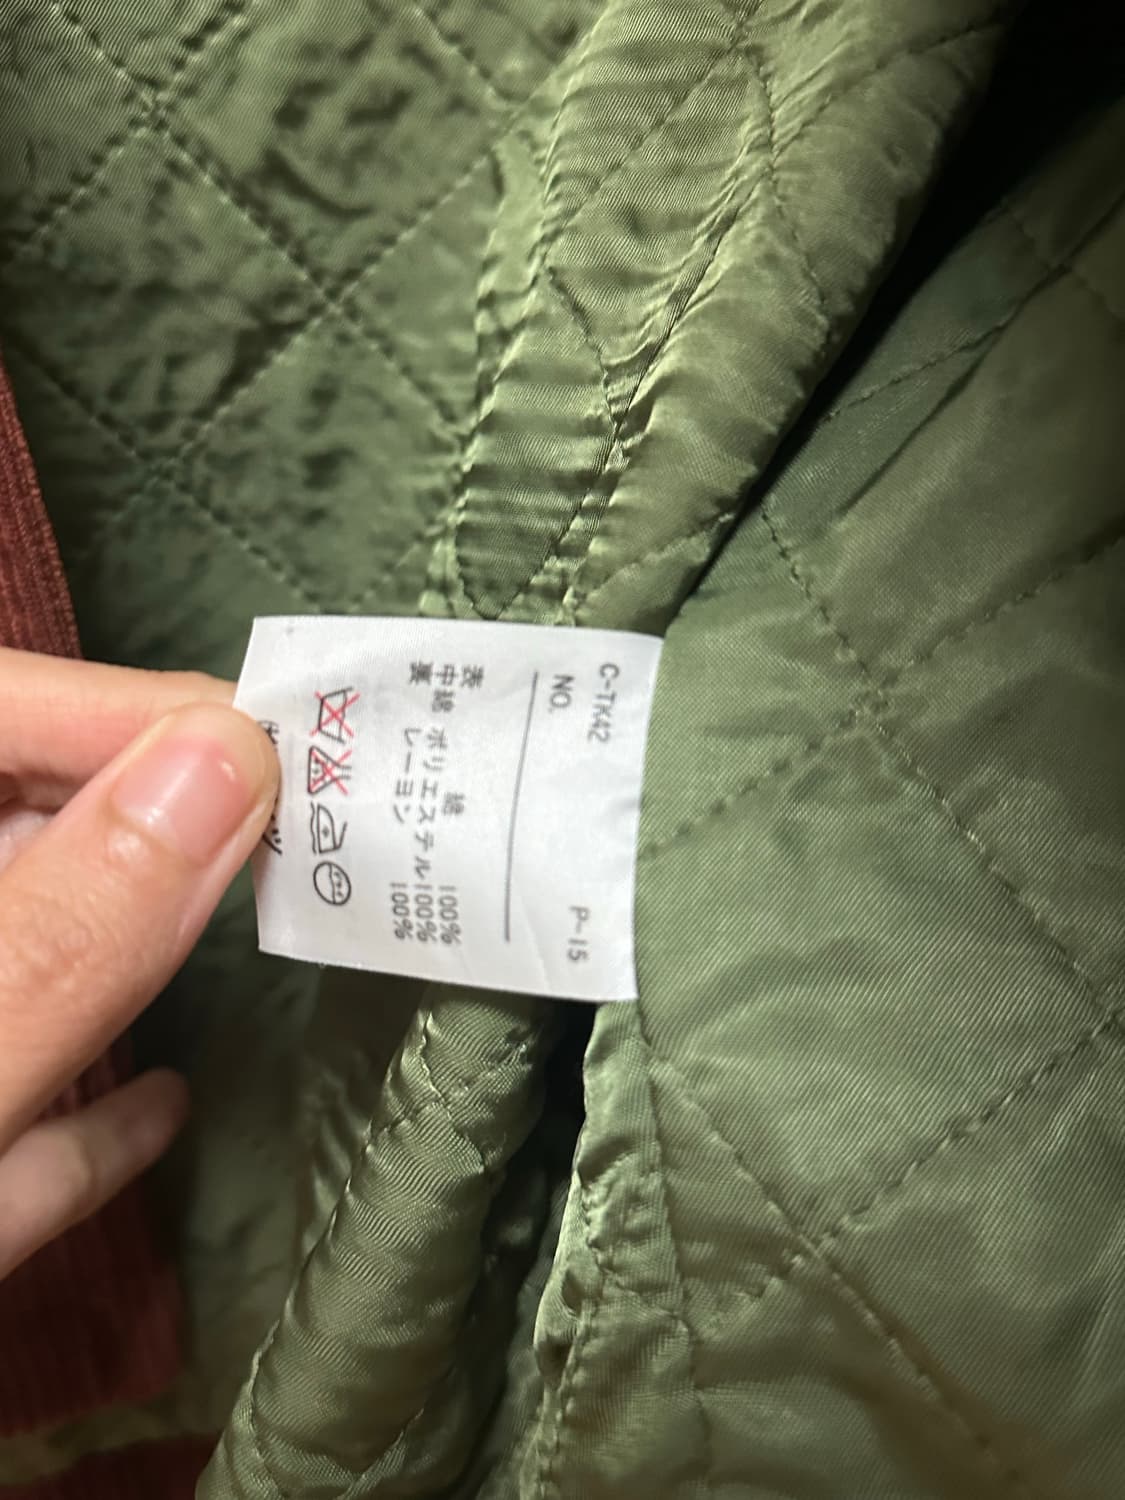 C-TK42 P-15
NO.
表 綿 100%
中綿 ポリエステル100%
裏 レーヨン 100%